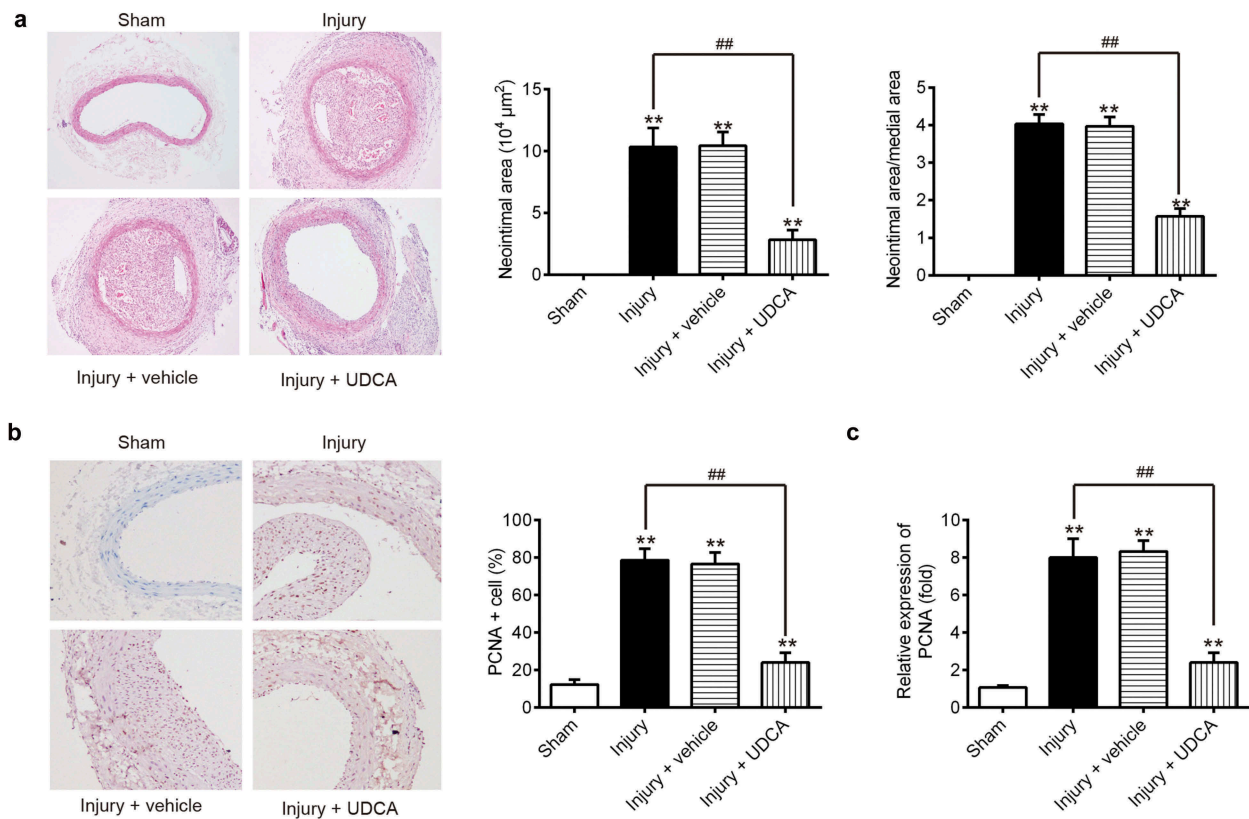 a
Sham
Injury
Injury + vehicle
Injury + UDCA
##
**
**
**
Neointimal area (10⁴ µm²)
15
10
5
0
Sham
Injury
Injury + vehicle
Injury + UDCA
##
**
**
**
Neointimal area/medial area
5
4
3
2
1
0
Sham
Injury
Injury + vehicle
Injury + UDCA
b
Sham
Injury
Injury + vehicle
Injury + UDCA
##
**
**
**
PCNA + cell (%)
100
80
60
40
20
0
Sham
Injury
Injury + vehicle
Injury + UDCA
c
##
**
**
**
Relative expression of
PCNA (fold)
10
8
6
4
2
0
Sham
Injury
Injury + vehicle
Injury + UDCA